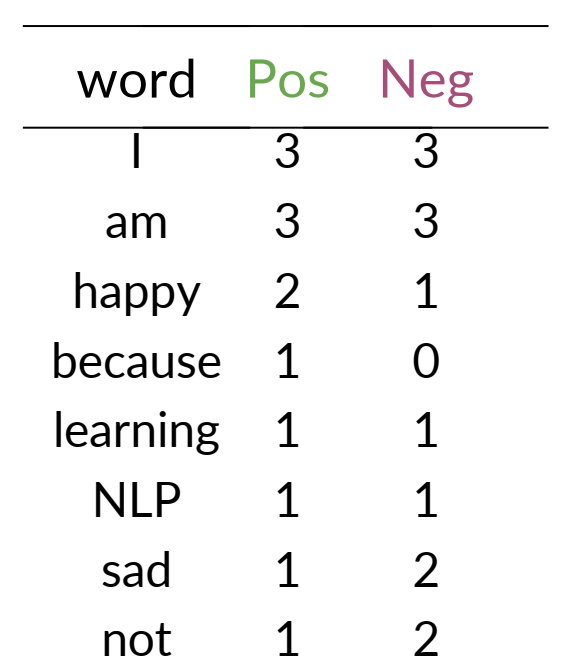 word Pos Neg
I 3 3
am 3 3
happy 2 1
because 1 0
learning 1 1
NLP 1 1
sad 1 2
not 1 2